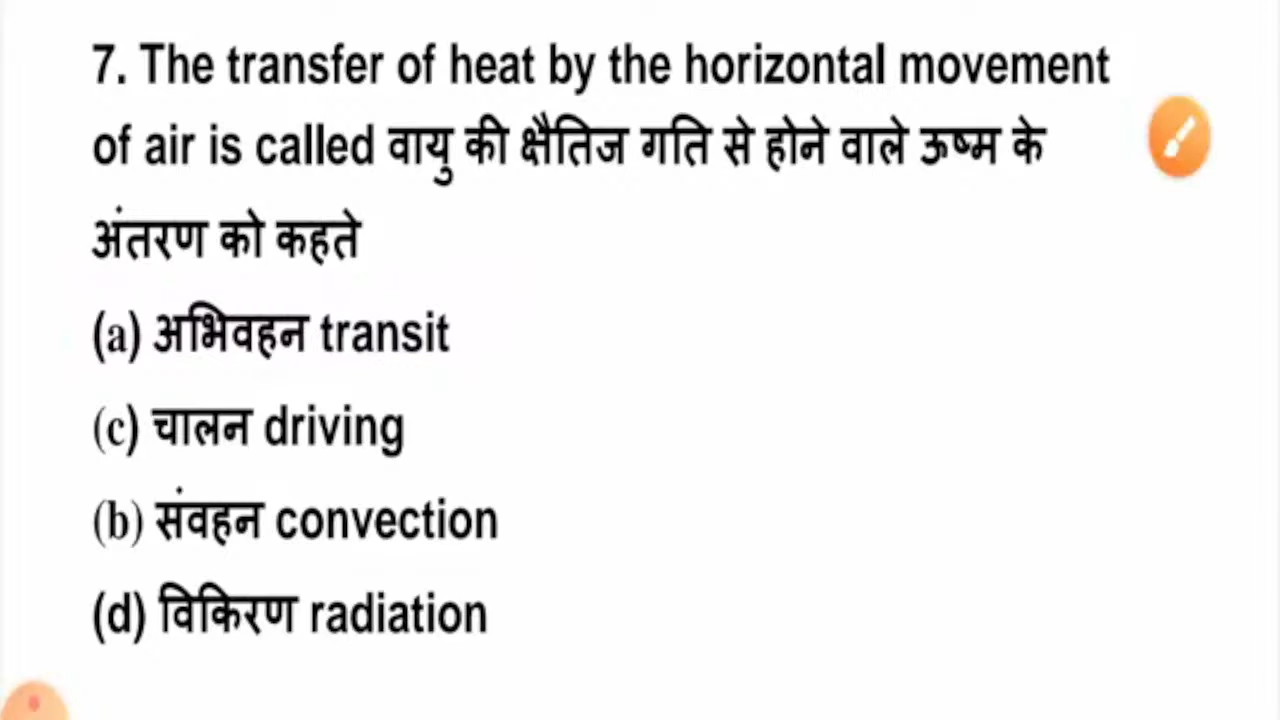 7. The transfer of heat by the horizontal movement
of air is called वायु की क्षैतिज गति से होने वाले ऊष्म के
अंतरण को कहते
(a) अभिवहन transit
(c) चालन driving
(b) संवहन convection
(d) विकिरण radiation